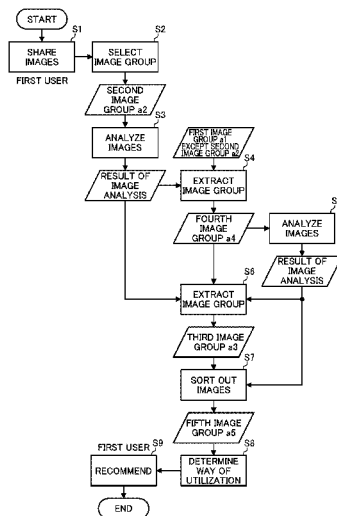 START
S1
SHARE
IMAGES
FIRST USER
S2
SELECT
IMAGE GROUP
SECOND
IMAGE
GROUP a2
S3
ANALYZE
IMAGES
RESULT OF
IMAGE
ANALYSIS
FIRST IMAGE
GROUP a1
EXCEPT SECOND
IMAGE GROUP a2
S4
EXTRACT
IMAGE GROUP
FOURTH
IMAGE
GROUP a4
S
ANALYZE
IMAGES
RESULT OF
IMAGE
ANALYSIS
S6
EXTRACT
IMAGE GROUP
THIRD
IMAGE
GROUP a3
S7
SORT OUT
IMAGES
FIFTH IMAGE
GROUP a5
S8
DETERMINE
WAY OF
UTILIZATION
FIRST USER
S9
RECOMMEND
END